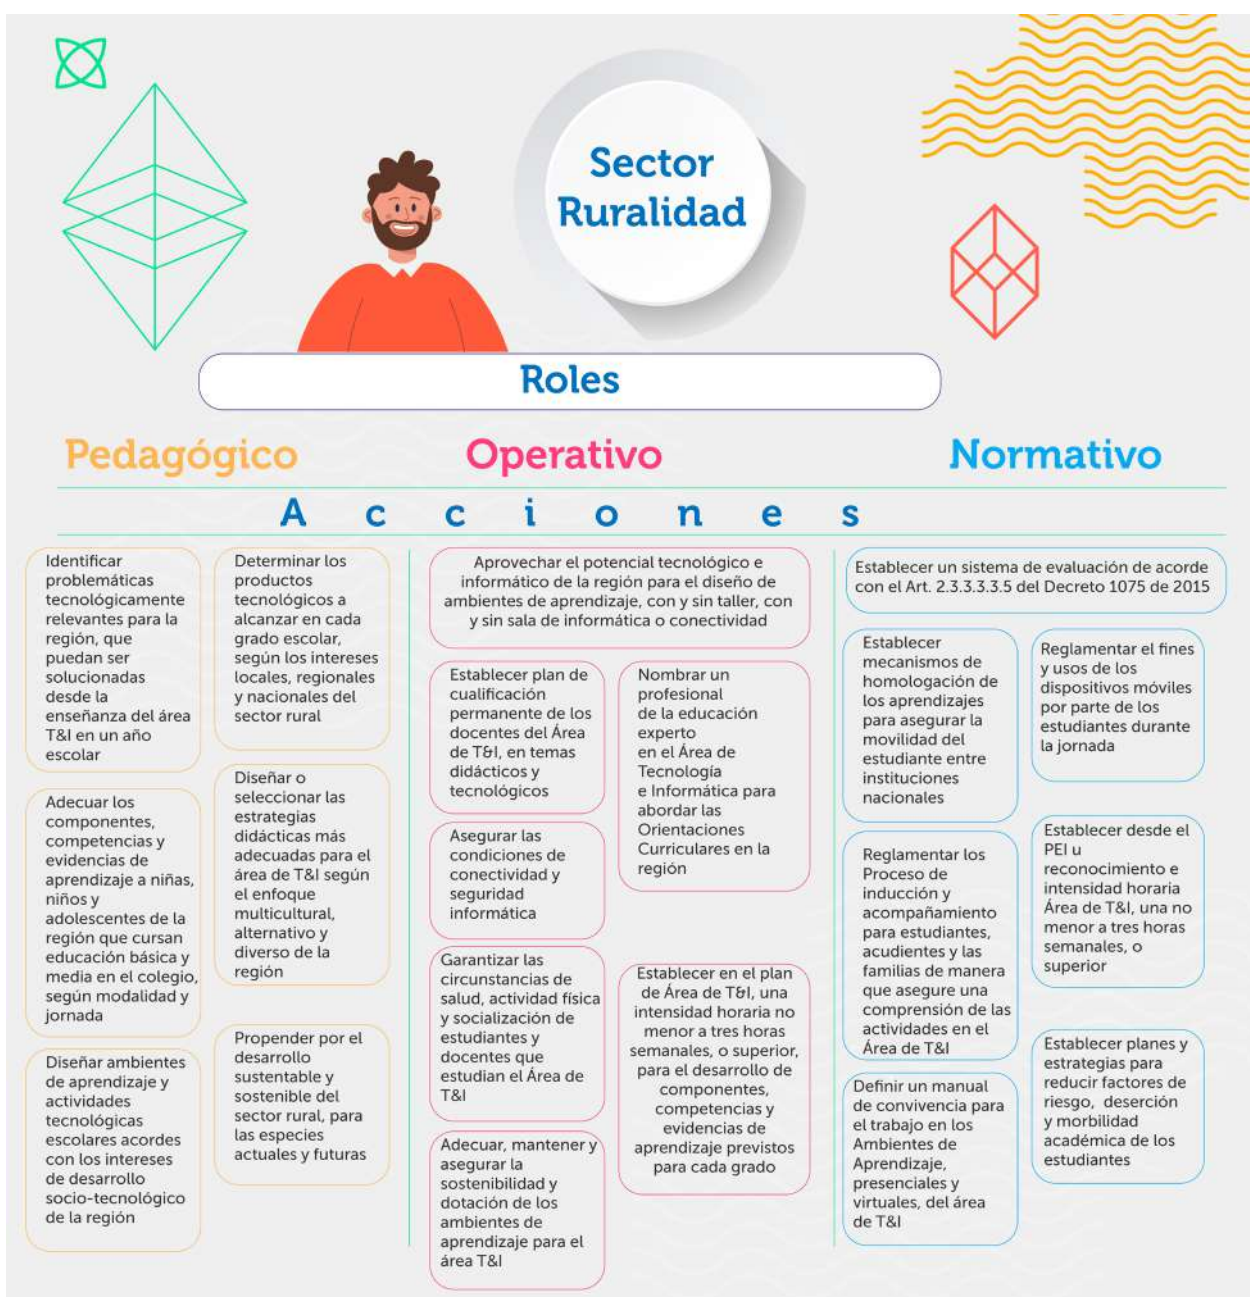 Sector
Ruralidad
Roles
Pedagógico
Operativo
Normativo
Acciones
Identificar
problemáticas
tecnológicamente
relevantes para la
región, que
puedan ser
solucionadas
desde la
enseñanza del área
T&I en un año
escolar
Adecuar los
componentes,
competencias y
evidencias de
aprendizaje a niñas,
niños y
adolescentes de la
región que cursan
educación básica y
media en el colegio,
según modalidad y
jornada
Diseñar ambientes
de aprendizaje y
actividades
tecnológicas
escolares acordes
con los intereses
de desarrollo
socio-tecnológico
de la región
Determinar los
productos
tecnológicos a
alcanzar en cada
grado escolar,
según los intereses
locales, regionales
y nacionales del
sector rural
Diseñar o
seleccionar las
estrategias
didácticas más
adecuadas para el
área de T&I según
el enfoque
multicultural,
alternativo y
diverso de la
región
Propender por el
desarrollo
sustentable y
sostenible del
sector rural, para
las especies
actuales y futuras
Aprovechar el potencial tecnológico e
informático de la región para el diseño de
ambientes de aprendizaje, con y sin taller, con
y sin sala de informática o conectividad
Establecer plan de
cualificación
permanente de los
docentes del Área
de T&I, en temas
didácticos y
tecnológicos
Asegurar las
condiciones de
conectividad y
seguridad
informática
Garantizar las
circunstancias de
salud, actividad física
y socialización de
estudiantes y
docentes que
estudian el Área de
T&I
Adecuar, mantener y
asegurar la
sostenibilidad y
dotación de los
ambientes de
aprendizaje para el
área T&I
Nombrar un
profesional
de la educación
experto
en el Área de
Tecnología
e Informática para
abordar las
Orientaciones
Curriculares en la
región
Establecer en el plan
de Área de T&I, una
intensidad horaria no
menor a tres horas
semanales, o superior,
para el desarrollo de
componentes,
competencias y
evidencias de
aprendizaje previstos
para cada grado
Establecer un sistema de evaluación de acorde
con el Art. 2.3.3.3.3.5 del Decreto 1075 de 2015
Establecer
mecanismos de
homologación de
los aprendizajes
para asegurar la
movilidad del
estudiante entre
instituciones
nacionales
Reglamentar los
Proceso de
inducción y
acompañamiento
para estudiantes,
acudientes y las
familias de manera
que asegure una
comprensión de las
actividades en el
Área de T&I
Definir un manual
de convivencia para
el trabajo en los
Ambientes de
Aprendizaje,
presenciales y
virtuales, del área
de T&I
Reglamentar el fines
y usos de los
dispositivos móviles
por parte de los
estudiantes durante
la jornada
Establecer desde el
PEI u
reconocimiento e
intensidad horaria
Área de T&I, una no
menor a tres horas
semanales, o
superior
Establecer planes y
estrategias para
reducir factores de
riesgo, deserción
y morbilidad
académica de los
estudiantes